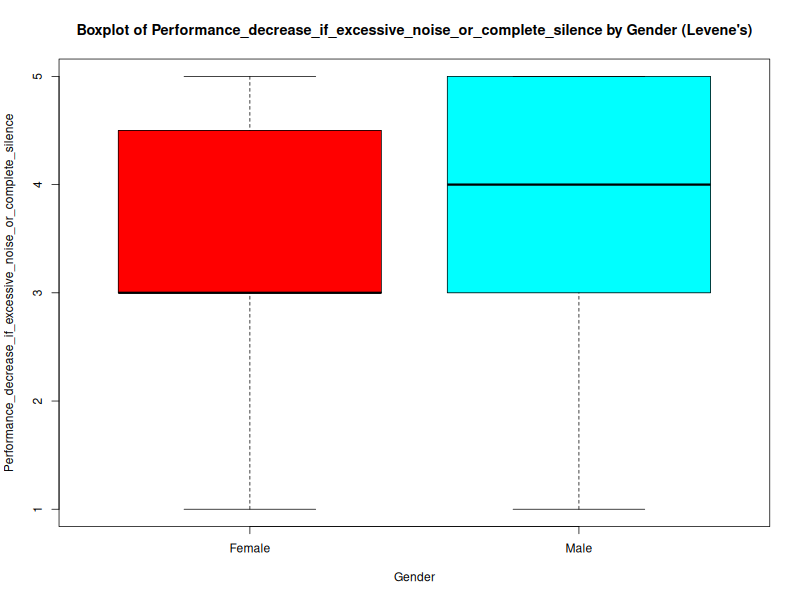 Boxplot of Performance_decrease_if_excessive_noise_or_complete_silence by Gender (Levene's)
Performance_decrease_if_excessive_noise_or_complete_silence
5
4
3
2
1
Female Male
Gender